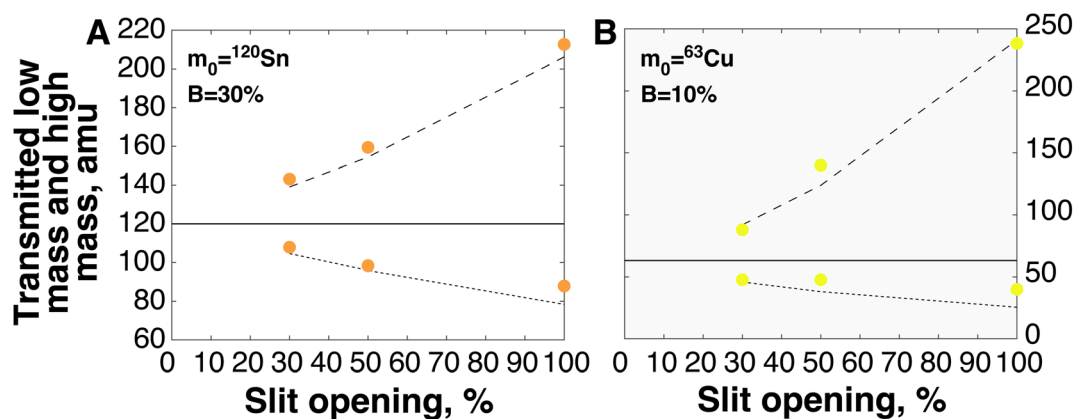 A
m0=120Sn
B=30%
220
200
180
160
140
120
100
80
60
0 10 20 30 40 50 60 70 80 90 100
Slit opening, %
Transmitted low
mass and high
mass, amu
B
m0=63Cu
B=10%
250
200
150
100
50
0
0 10 20 30 40 50 60 70 80 90 100
Slit opening, %